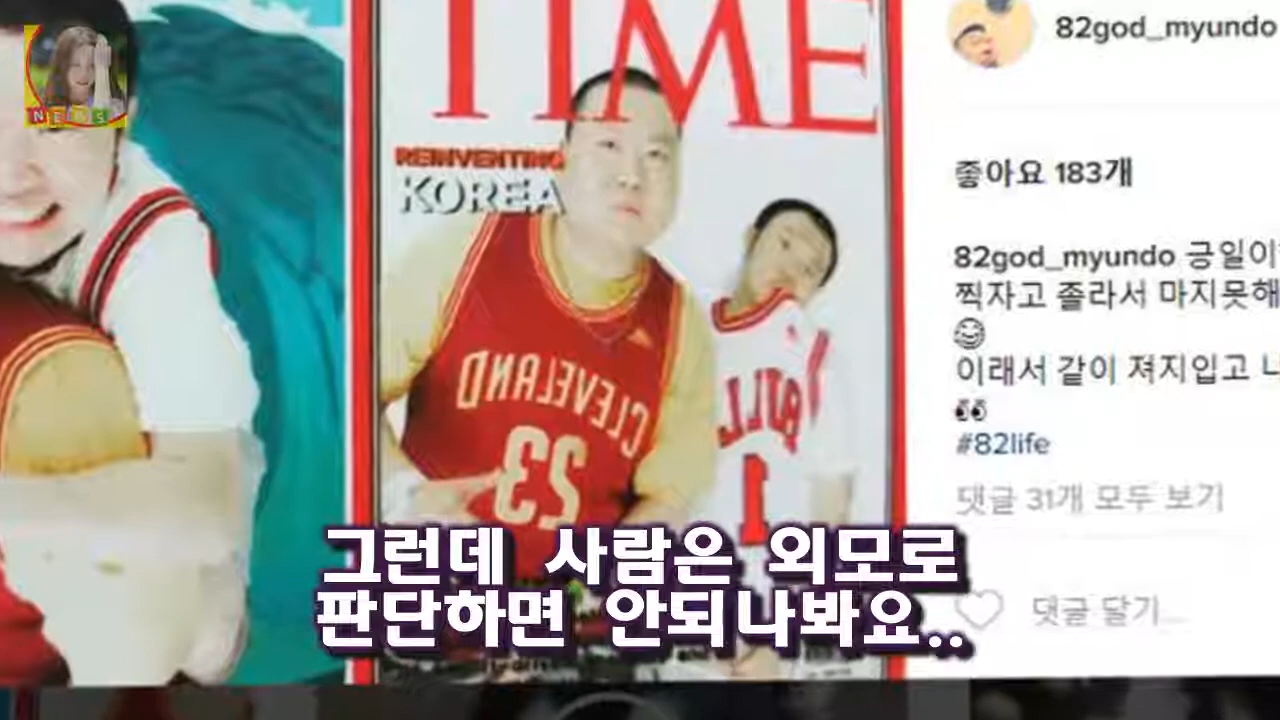 NEWS
TIME
REINVENTING
KOREA
CLEVELAND
23
BULL
1
82god_myundo
좋아요 183개
82god_myundo 긍일이
찍자고 졸라서 마지못해
이래서 같이 져지입고
#82life
댓글 31개 모두 보기
댓글 달기...
그런데 사람은 외모로
판단하면 안되나봐요..